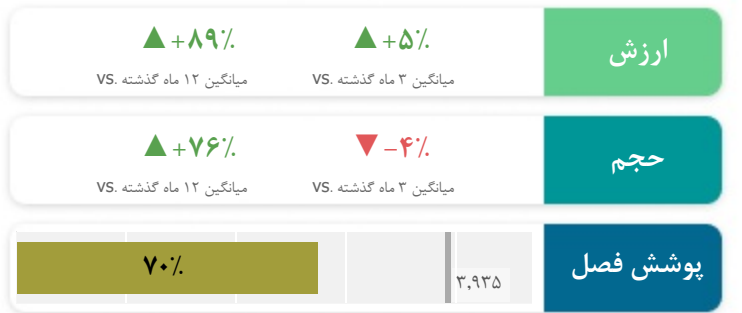 ارزش
+۵٪ +۸۹٪
میانگین ۳ ماه گذشته .VS میانگین ۱۲ ماه گذشته .VS
حجم
-۴٪ +۷۶٪
میانگین ۳ ماه گذشته .VS میانگین ۱۲ ماه گذشته .VS
پوشش فصل
۷۰٪
۳,۹۳۵